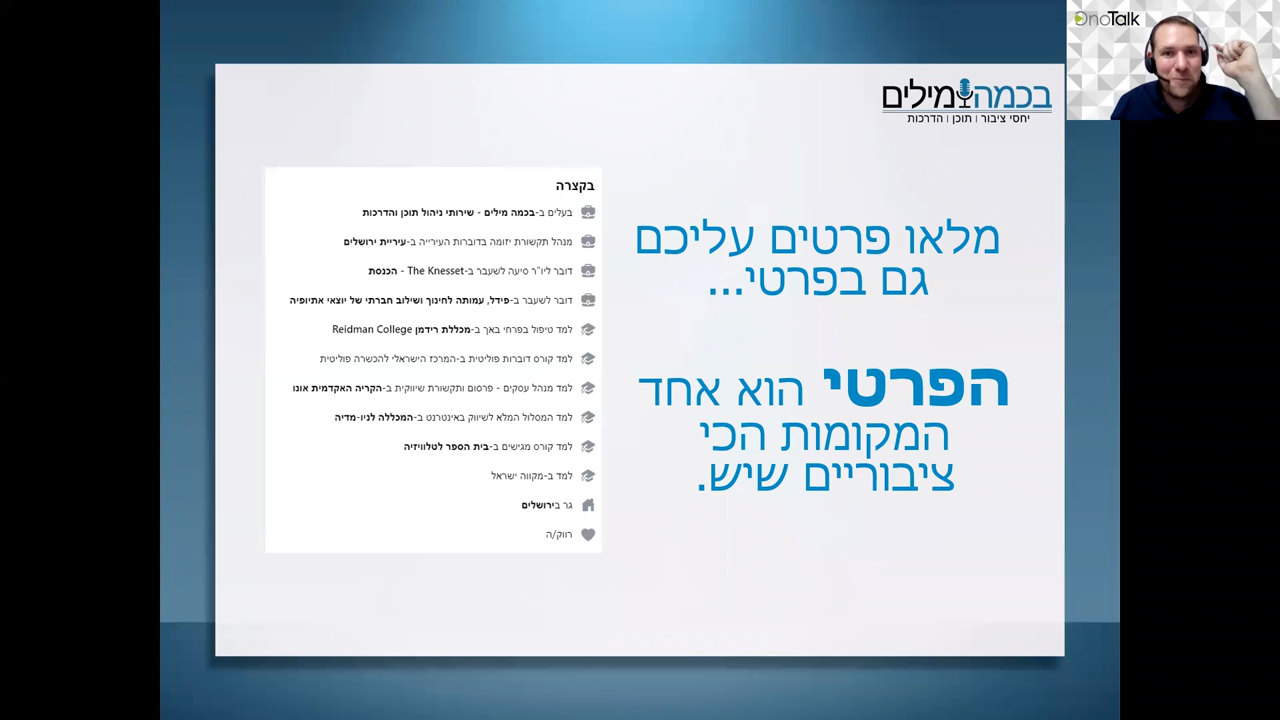 OnoTalk
בכמה מילים
יחסי ציבור | תוכן | הדרכות
מלאו פרטים עליכם
גם בפרטי...
הפרטי הוא אחד
המקומות הכי
ציבוריים שיש.
בקצרה
בעלים ב-בכמה מילים - שירותי ניהול תוכן והדרכות
מנהל תקשורת יזומה בדוברות העירייה ב-עיריית ירושלים
דובר ליו"ר סיעה לשעבר ב-The Knesset - הכנסת
דובר לשעבר ב-פידל, עמותה לחינוך ושילוב חברתי של יוצאי אתיופיה
למד טיפול בפרחי באך ב-מכללת רידמן Reidman College
למד קורס דוברות פוליטית ב-המרכז הישראלי להכשרה פוליטית
למד מנהל עסקים - פרסום ותקשורת שיווקית ב-הקריה האקדמית אונו
למד המסלול המלא לשיווק באינטרנט ב-המכללה לניו-מדיה
למד קורס מגישים ב-בית הספר לטלוויזיה
למד ב-מקווה ישראל
גר בירושלים
רווק/ה